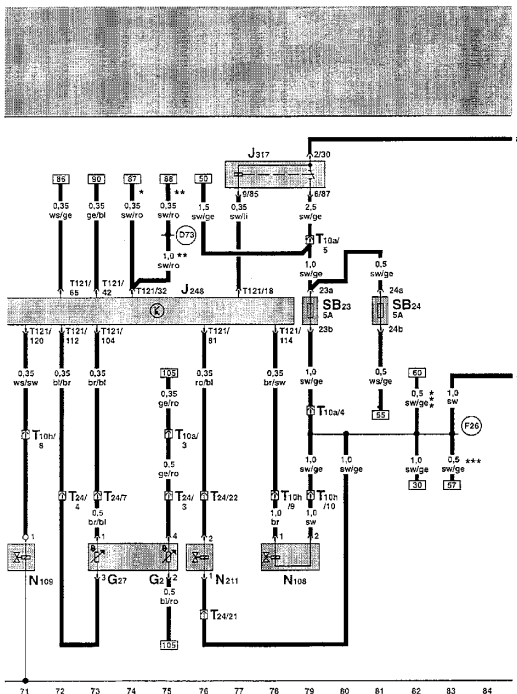 J317 2/30
86 90 87 88 50
9/85 6/87
0,35 0,35 0,35 0,35 1,5 0,35 2,5
ws/ge ge/bl sw/ro sw/ro sw/ge sw/li sw/ge
* **
D73
T10a/
5
1,0 **
sw/ro
1,0
sw/ge
0,5
sw/ge
T121/
65
T121/
42
T121/32 J248 T121/18
23a 24a
SB23
5A
SB24
5A
23b 24b
T121/
120
T121/
112
T121/
104
T121/
81
T121/
114
0,35 0,35 0,35 0,35 0,35 1,0 0,5
ws/sw bl/br br/bl ro/bl br/sw sw/ge ws/ge
105
0,35
ge/ro
55
60
0,5
sw/ge
***
1,0
sw
T10h/
8
T10a/
3
T10a/4
F26
0,5
ge/ro
1,0
sw/ge
1,0
sw/ge
1,0
sw/ge
0,5 ***
sw/ge
30 57
T24/
4
T24/7 T24/
3
T24/22 T10h
/9
T10h
/10
0,5
br/bl
1,0
br
1,0
sw
1 1 4 2 1 2
N109 3 G27 G2 2 1 N211 N108
0,5
bl/ro
T24/21
105
71 72 73 74 75 76 77 78 79 80 81 82 83 84